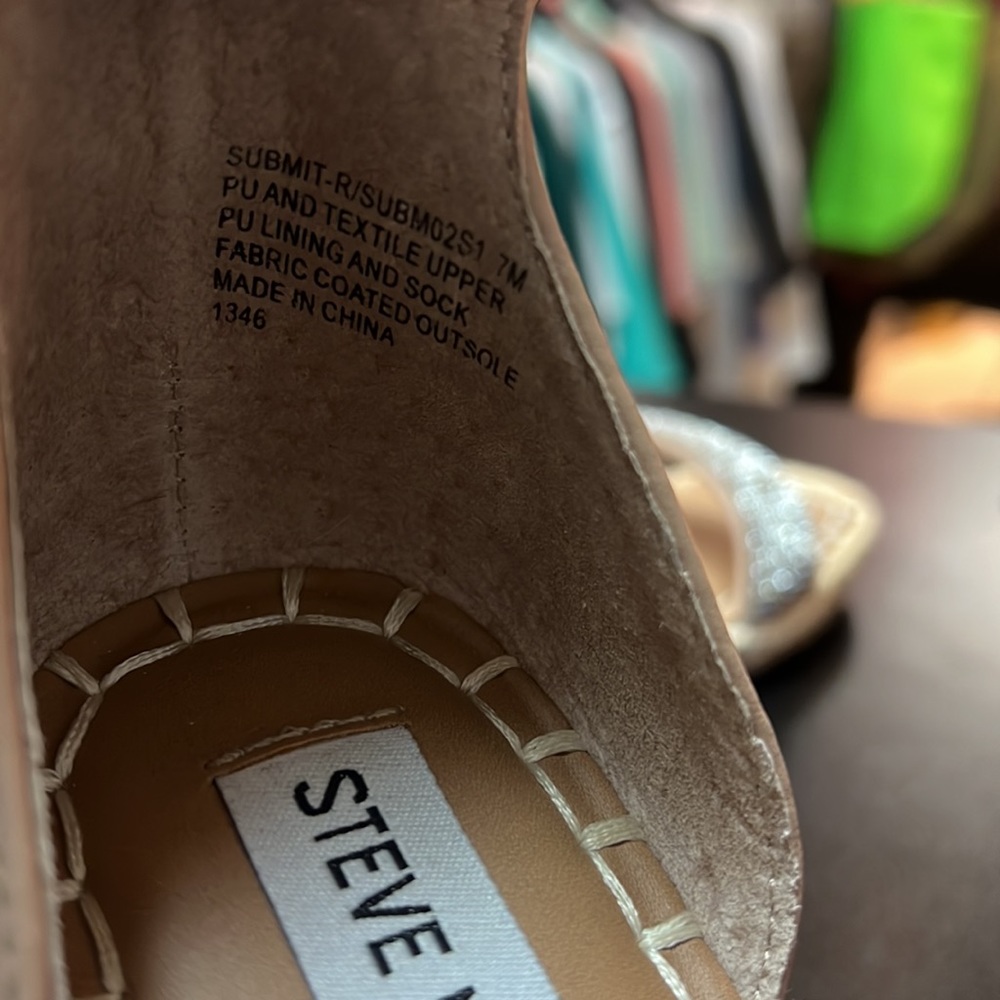 SUBMIT-R/SUBM02S1 7M
PU AND TEXTILE UPPER
PU LINING AND SOCK
FABRIC COATED OUTSOLE
MADE IN CHINA
1346
STEVE